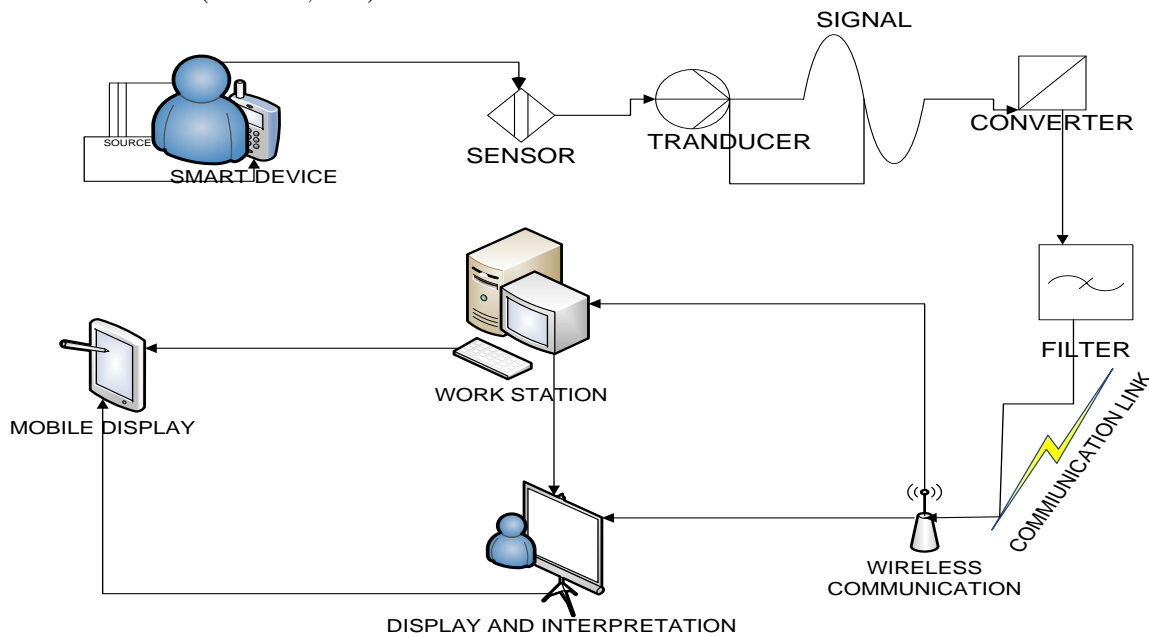 SIGNAL
SOURCE
SMART DEVICE
SENSOR
TRANDUCER
CONVERTER
FILTER
WORK STATION
MOBILE DISPLAY
COMMIUNICATION LINK
WIRELESS
COMMUNICATION
DISPLAY AND INTERPRETATION